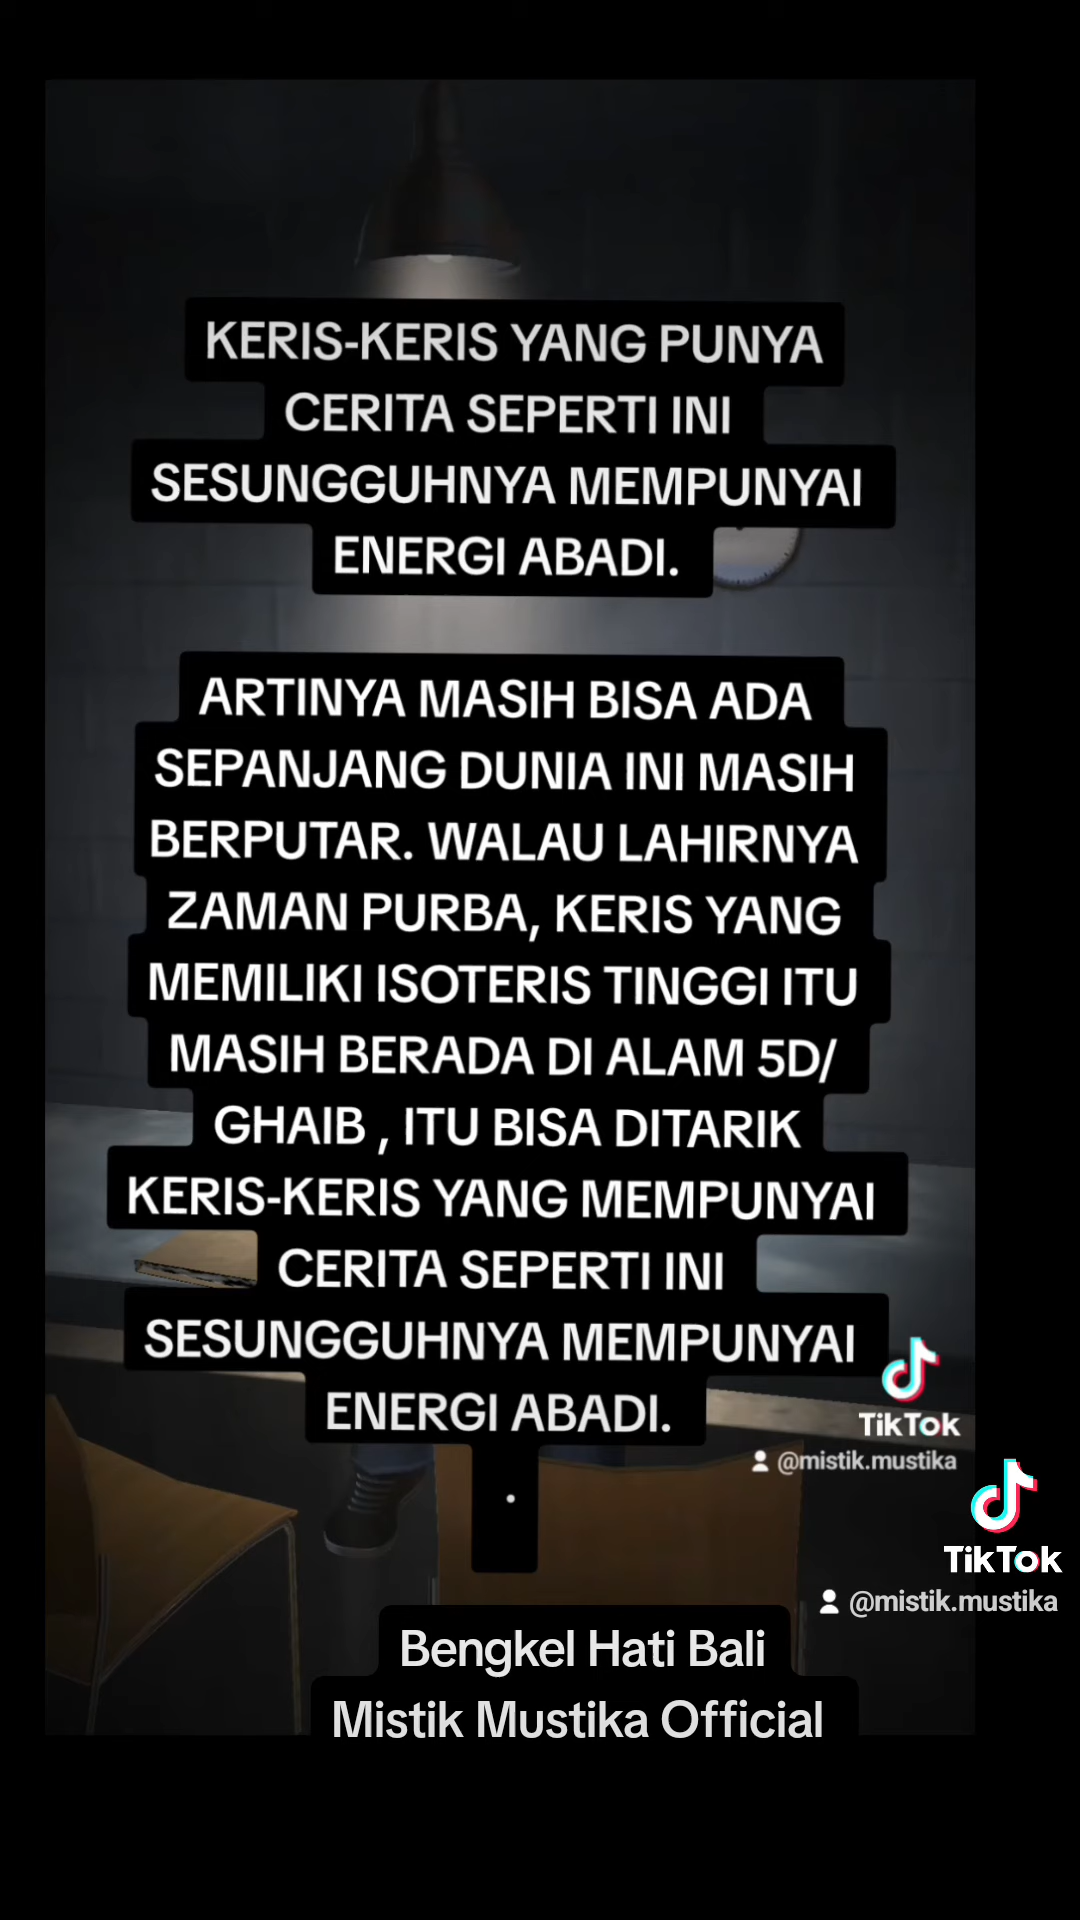 KERIS-KERIS YANG PUNYA
CERITA SEPERTI INI
SESUNGGUHNYA MEMPUNYAI
ENERGI ABADI.
ARTINYA MASIH BISA ADA
SEPANJANG DUNIA INI MASIH
BERPUTAR. WALAU LAHIRNYA
ZAMAN PURBA, KERIS YANG
MEMILIKI ISOTERIS TINGGI ITU
MASIH BERADA DI ALAM 5D/
GHAIB , ITU BISA DITARIK
KERIS-KERIS YANG MEMPUNYAI
CERITA SEPERTI INI
SESUNGGUHNYA MEMPUNYAI
ENERGI ABADI.
.
TikTok
@mistik.mustika
TikTok
@mistik.mustika
Bengkel Hati Bali
Mistik Mustika Official